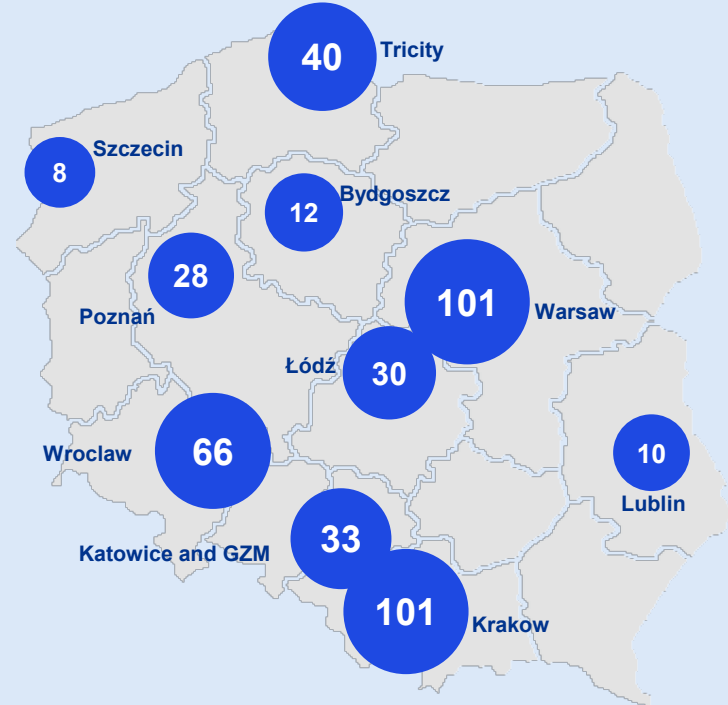 40
Tricity
Szczecin
8
Bydgoszcz
12
28
Poznań
101
Warsaw
Łódź
30
Wroclaw
66
10
Lublin
Katowice and GZM
33
101
Krakow